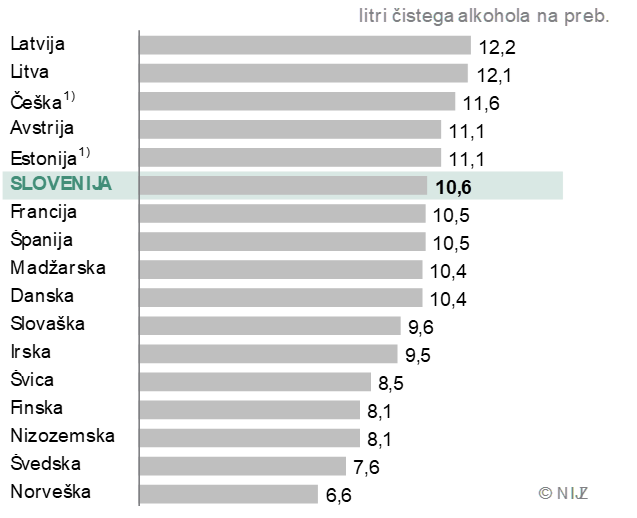 litri čistega alkohola na preb.
Latvija 12,2
Litva 12,1
Češka1) 11,6
Avstrija 11,1
Estonija1) 11,1
SLOVENIJA 10,6
Francija 10,5
Španija 10,5
Madžarska 10,4
Danska 10,4
Slovaška 9,6
Irska 9,5
Švica 8,5
Finska 8,1
Nizozemska 8,1
Švedska 7,6
Norveška 6,6
© NIJZ